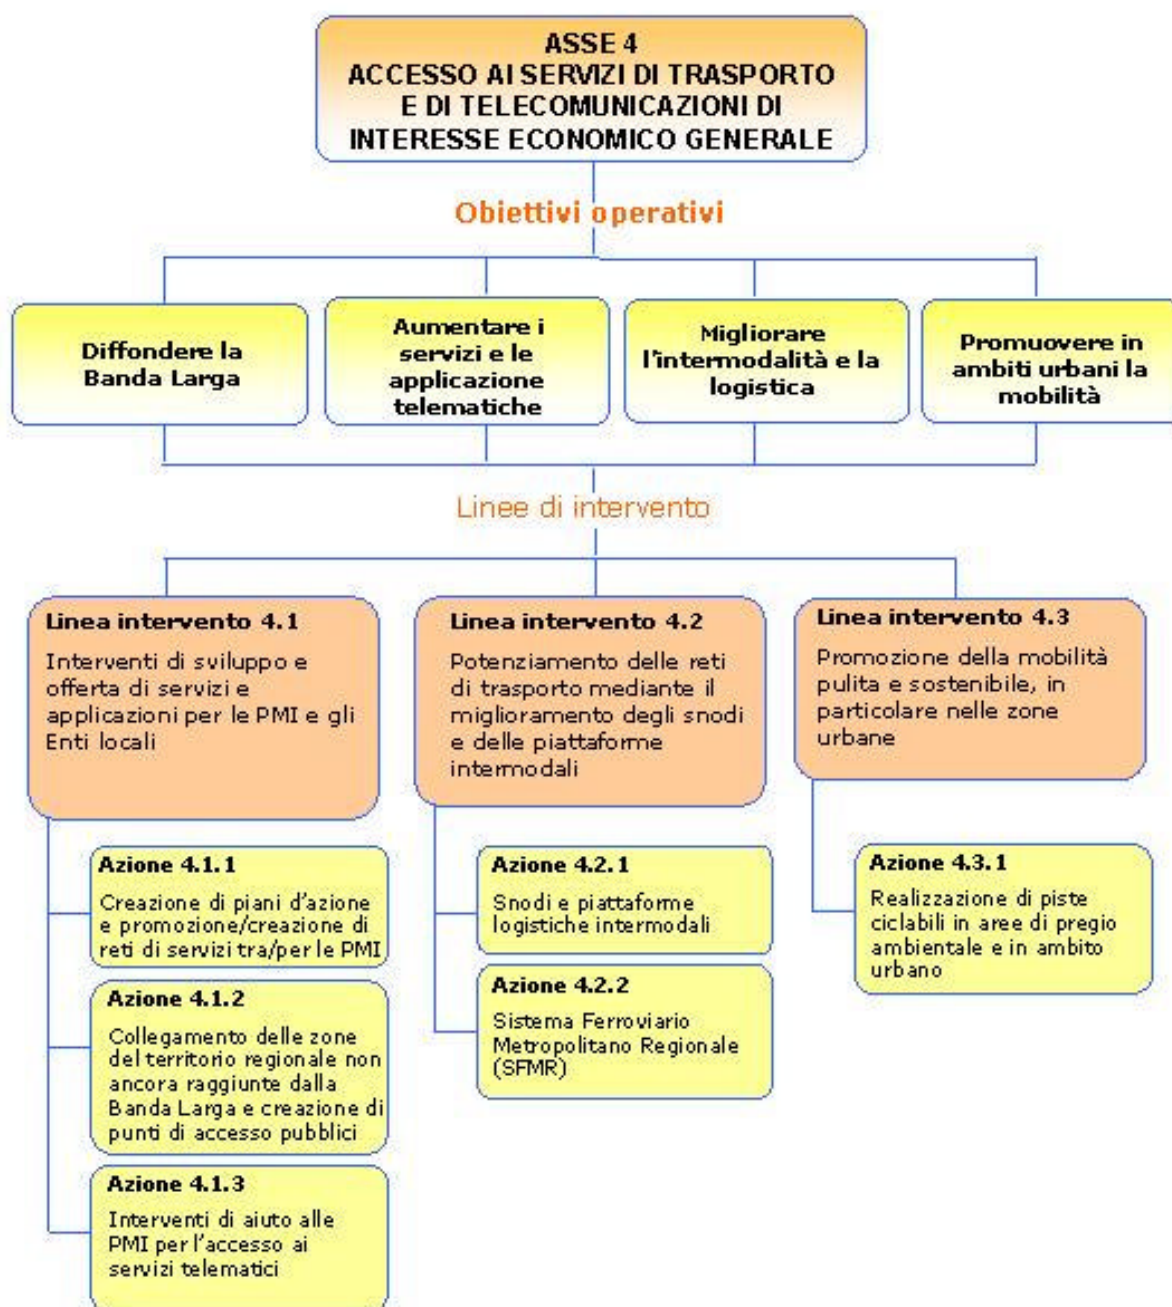 ASSE 4
ACCESSO AI SERVIZI DI TRASPORTO
E DI TELECOMUNICAZIONI DI
INTERESSE ECONOMICO GENERALE
Obiettivi operativi
Diffondere la
Banda Larga
Aumentare i
servizi e le
applicazione
telematiche
Migliorare
l'intermodalità e la
logistica
Promuovere in
ambiti urbani la
mobilità
Linee di intervento
Linea intervento 4.1
Interventi di sviluppo e
offerta di servizi e
applicazioni per le PMI e gli
Enti locali
Azione 4.1.1
Creazione di piani d'azione
e promozione/creazione di
reti di servizi tra/per le PMI
Azione 4.1.2
Collegamento delle zone
del territorio regionale non
ancora raggiunte dalla
Banda Larga e creazione di
punti di accesso pubblici
Azione 4.1.3
Interventi di aiuto alle
PMI per l'accesso ai
servizi telematici
Linea intervento 4.2
Potenziamento delle reti
di trasporto mediante il
miglioramento degli snodi
e delle piattaforme
intermodali
Azione 4.2.1
Snodi e piattaforme
logistiche intermodali
Azione 4.2.2
Sistema Ferroviario
Metropolitano Regionale
(SFMR)
Linea intervento 4.3
Promozione della mobilità
pulita e sostenibile, in
particolare nelle zone
urbane
Azione 4.3.1
Realizzazione di piste
ciclabili in aree di pregio
ambientale e in ambito
urbano